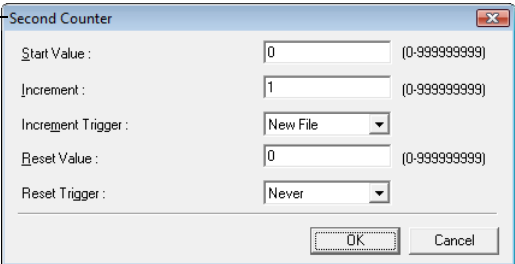 Second Counter
Start Value : 0 (0-999999999)
Increment : 1 (0-999999999)
Increment Trigger : New File
Reset Value : 0 (0-999999999)
Reset Trigger : Never
OK Cancel